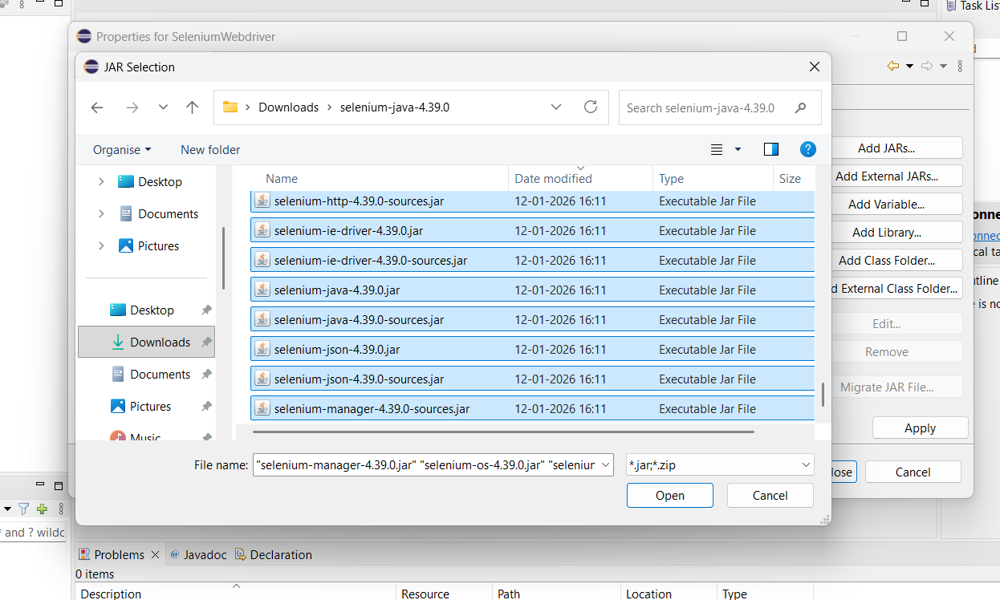 Task Lis
Properties for SeleniumWebdriver
JAR Selection
Downloads > selenium-java-4.39.0
Search selenium-java-4.39.0
Organise
New folder
Desktop
Documents
Pictures
Desktop
Downloads
Documents
Pictures
Music
Name Date modified Type Size
selenium-http-4.39.0-sources.jar 12-01-2026 16:11 Executable Jar File
selenium-ie-driver-4.39.0.jar 12-01-2026 16:11 Executable Jar File
selenium-ie-driver-4.39.0-sources.jar 12-01-2026 16:11 Executable Jar File
selenium-java-4.39.0.jar 12-01-2026 16:11 Executable Jar File
selenium-java-4.39.0-sources.jar 12-01-2026 16:11 Executable Jar File
selenium-json-4.39.0.jar 12-01-2026 16:11 Executable Jar File
selenium-json-4.39.0-sources.jar 12-01-2026 16:11 Executable Jar File
selenium-manager-4.39.0-sources.jar 12-01-2026 16:11 Executable Jar File
File name: "selenium-manager-4.39.0.jar" "selenium-os-4.39.0.jar" "seleniur
*.jar;*.zip
Open
Cancel
Add JARs...
Add External JARs...
Add Variable...
Add Library...
Add Class Folder...
d External Class Folder...
Edit...
Remove
Migrate JAR File...
Apply
lose
Cancel
onne
onnec
cal ta
utline
e is no
* and ? wildc
Problems
@ Javadoc
Declaration
0 items
Description Resource Path Location Type